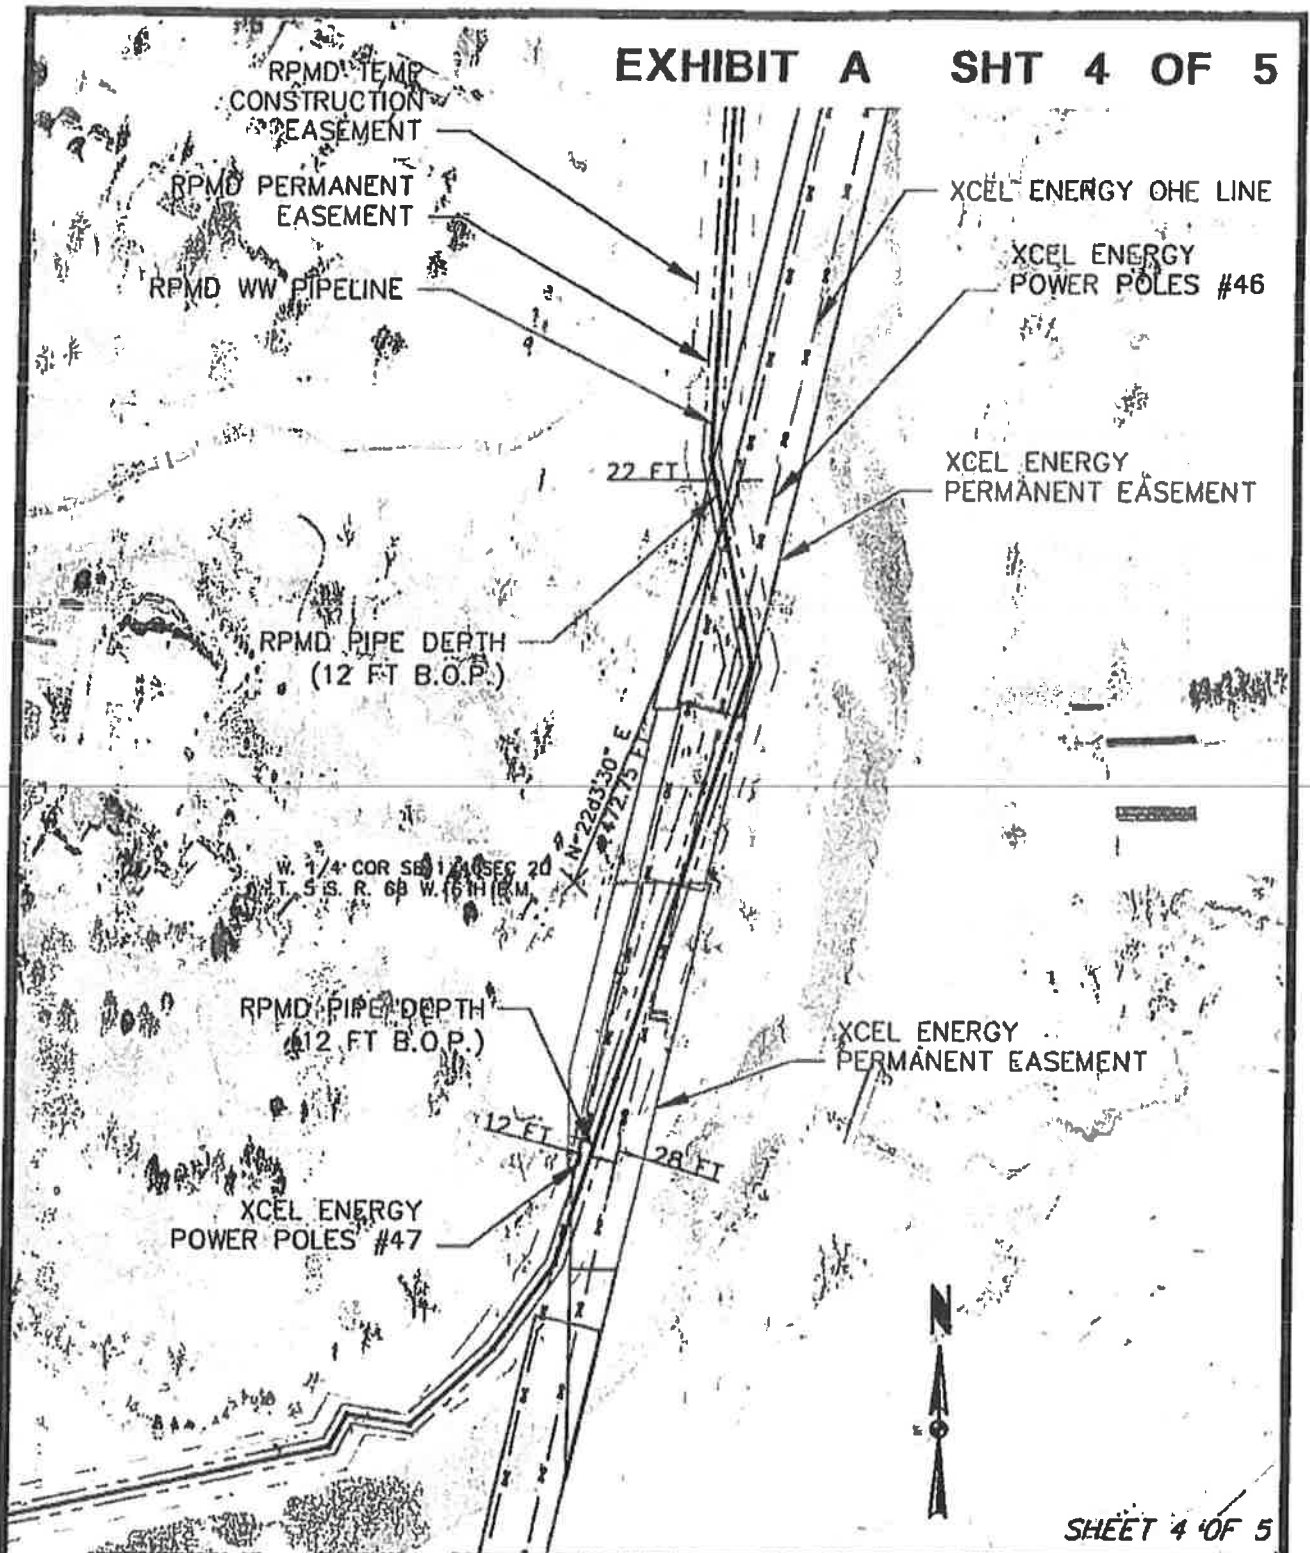 EXHIBIT A SHT 4 OF 5
RPMD TEMP
CONSTRUCTION
EASEMENT
RPMD PERMANENT
EASEMENT
RPMD WW PIPELINE
XCEL ENERGY OHE LINE
XCEL ENERGY
POWER POLES #46
XCEL ENERGY
PERMANENT EASEMENT
22 FT
RPMD PIPE DEPTH
(12 FT B.O.P.)
N 22d3'30" E
472.75 FT
W. 1/4 COR SE 1/4 SEC 20
T. 5 S. R. 68 W. 6TH P.M.
RPMD PIPE DEPTH
(12 FT B.O.P.)
XCEL ENERGY
PERMANENT EASEMENT
12 FT
28 FT
XCEL ENERGY
POWER POLES #47
N
SHEET 4 OF 5